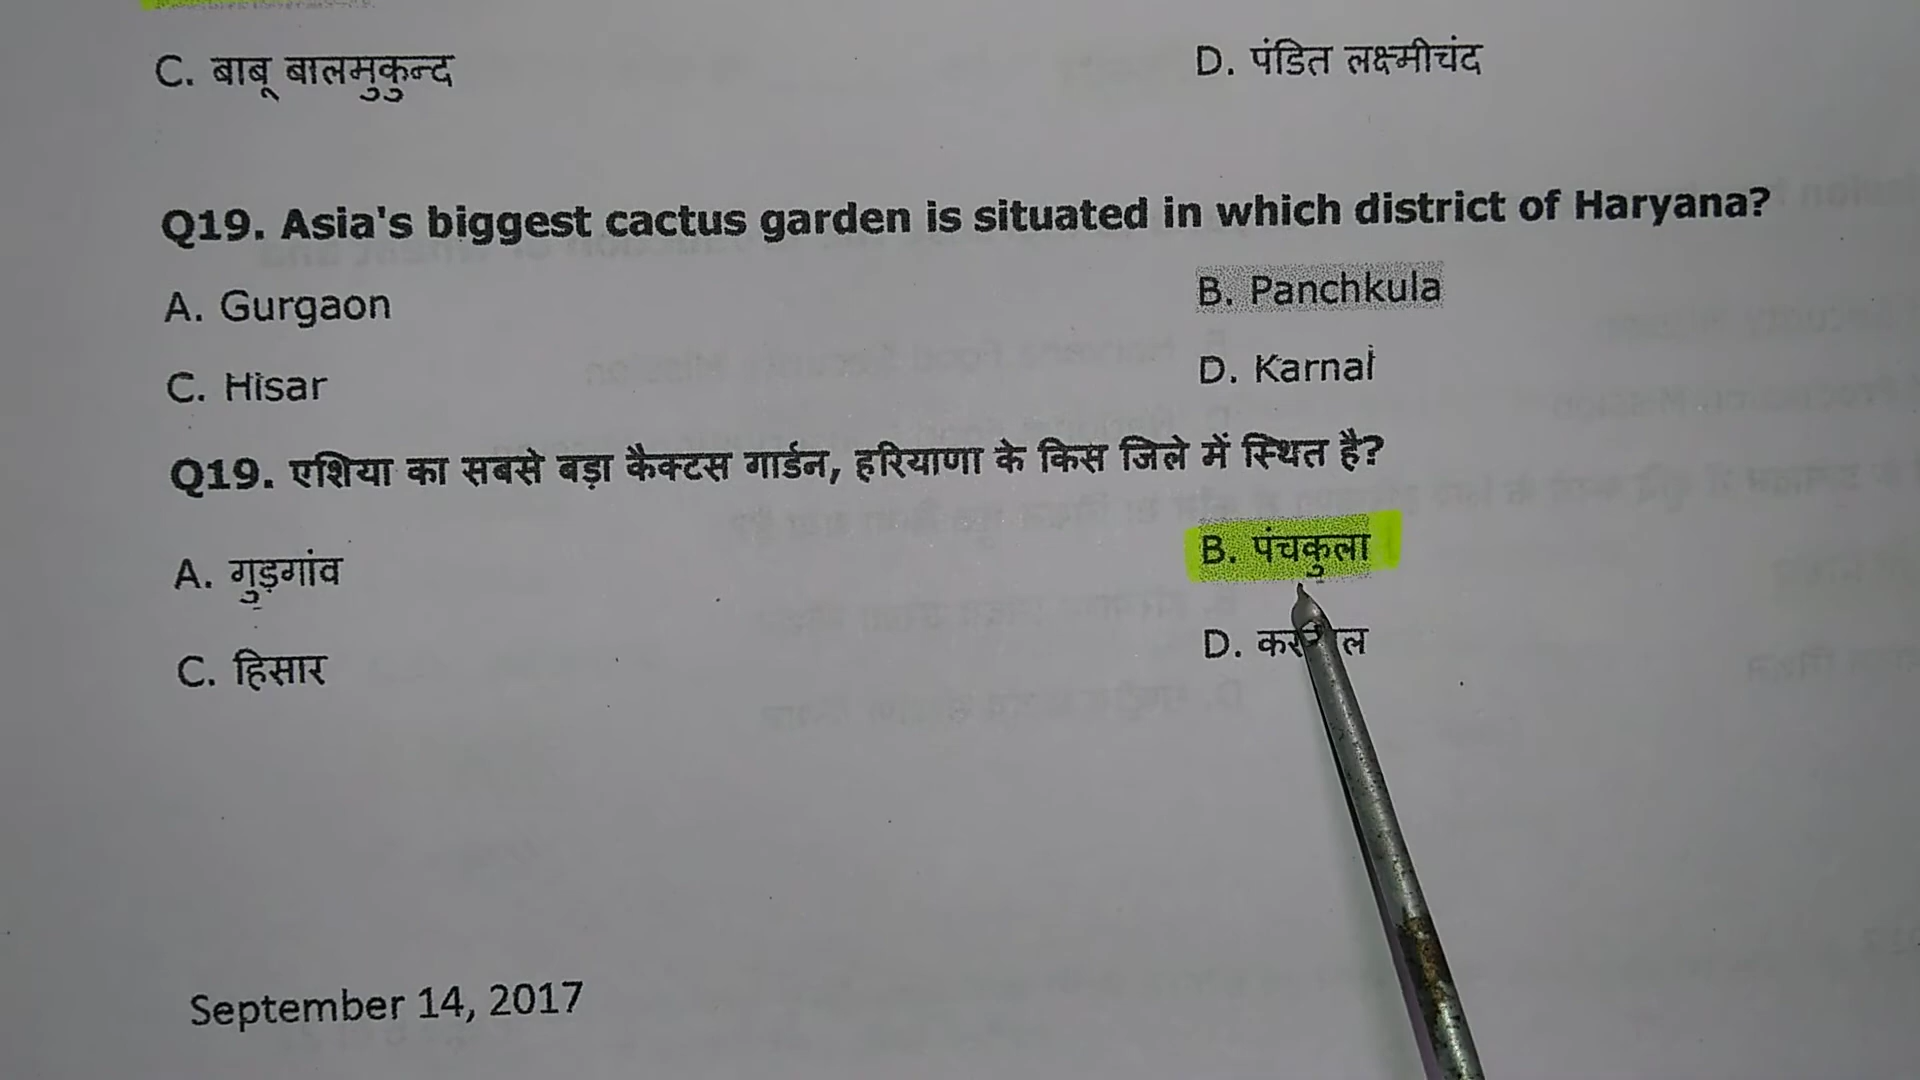 C. बाबू बालमुकुन्द D. पंडित लक्ष्मीचंद
Q19. Asia's biggest cactus garden is situated in which district of Haryana?
A. Gurgaon B. Panchkula
C. Hisar D. Karnal
Q19. एशिया का सबसे बड़ा कैक्टस गार्डन, हरियाणा के किस जिले में स्थित है?
A. गुड़गांव B. पंचकुला
C. हिसार D.
September 14, 2017